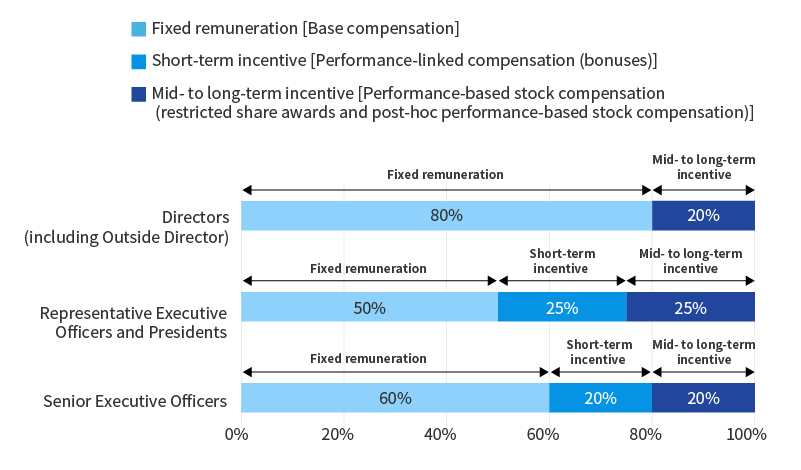 Fixed remuneration [Base compensation]
Short-term incentive [Performance-linked compensation (bonuses)]
Mid- to long-term incentive [Performance-based stock compensation
(restricted share awards and post-hoc performance-based stock compensation)]
Fixed remuneration
Mid- to long-term
incentive
Directors
(including Outside Director)
80%
20%
Fixed remuneration
Short-term
incentive
Mid- to long-term
incentive
Representative Executive
Officers and Presidents
50%
25%
25%
Fixed remuneration
Short-term
incentive
Mid- to long-term
incentive
Senior Executive Officers
60%
20%
20%
0%
20%
40%
60%
80%
100%